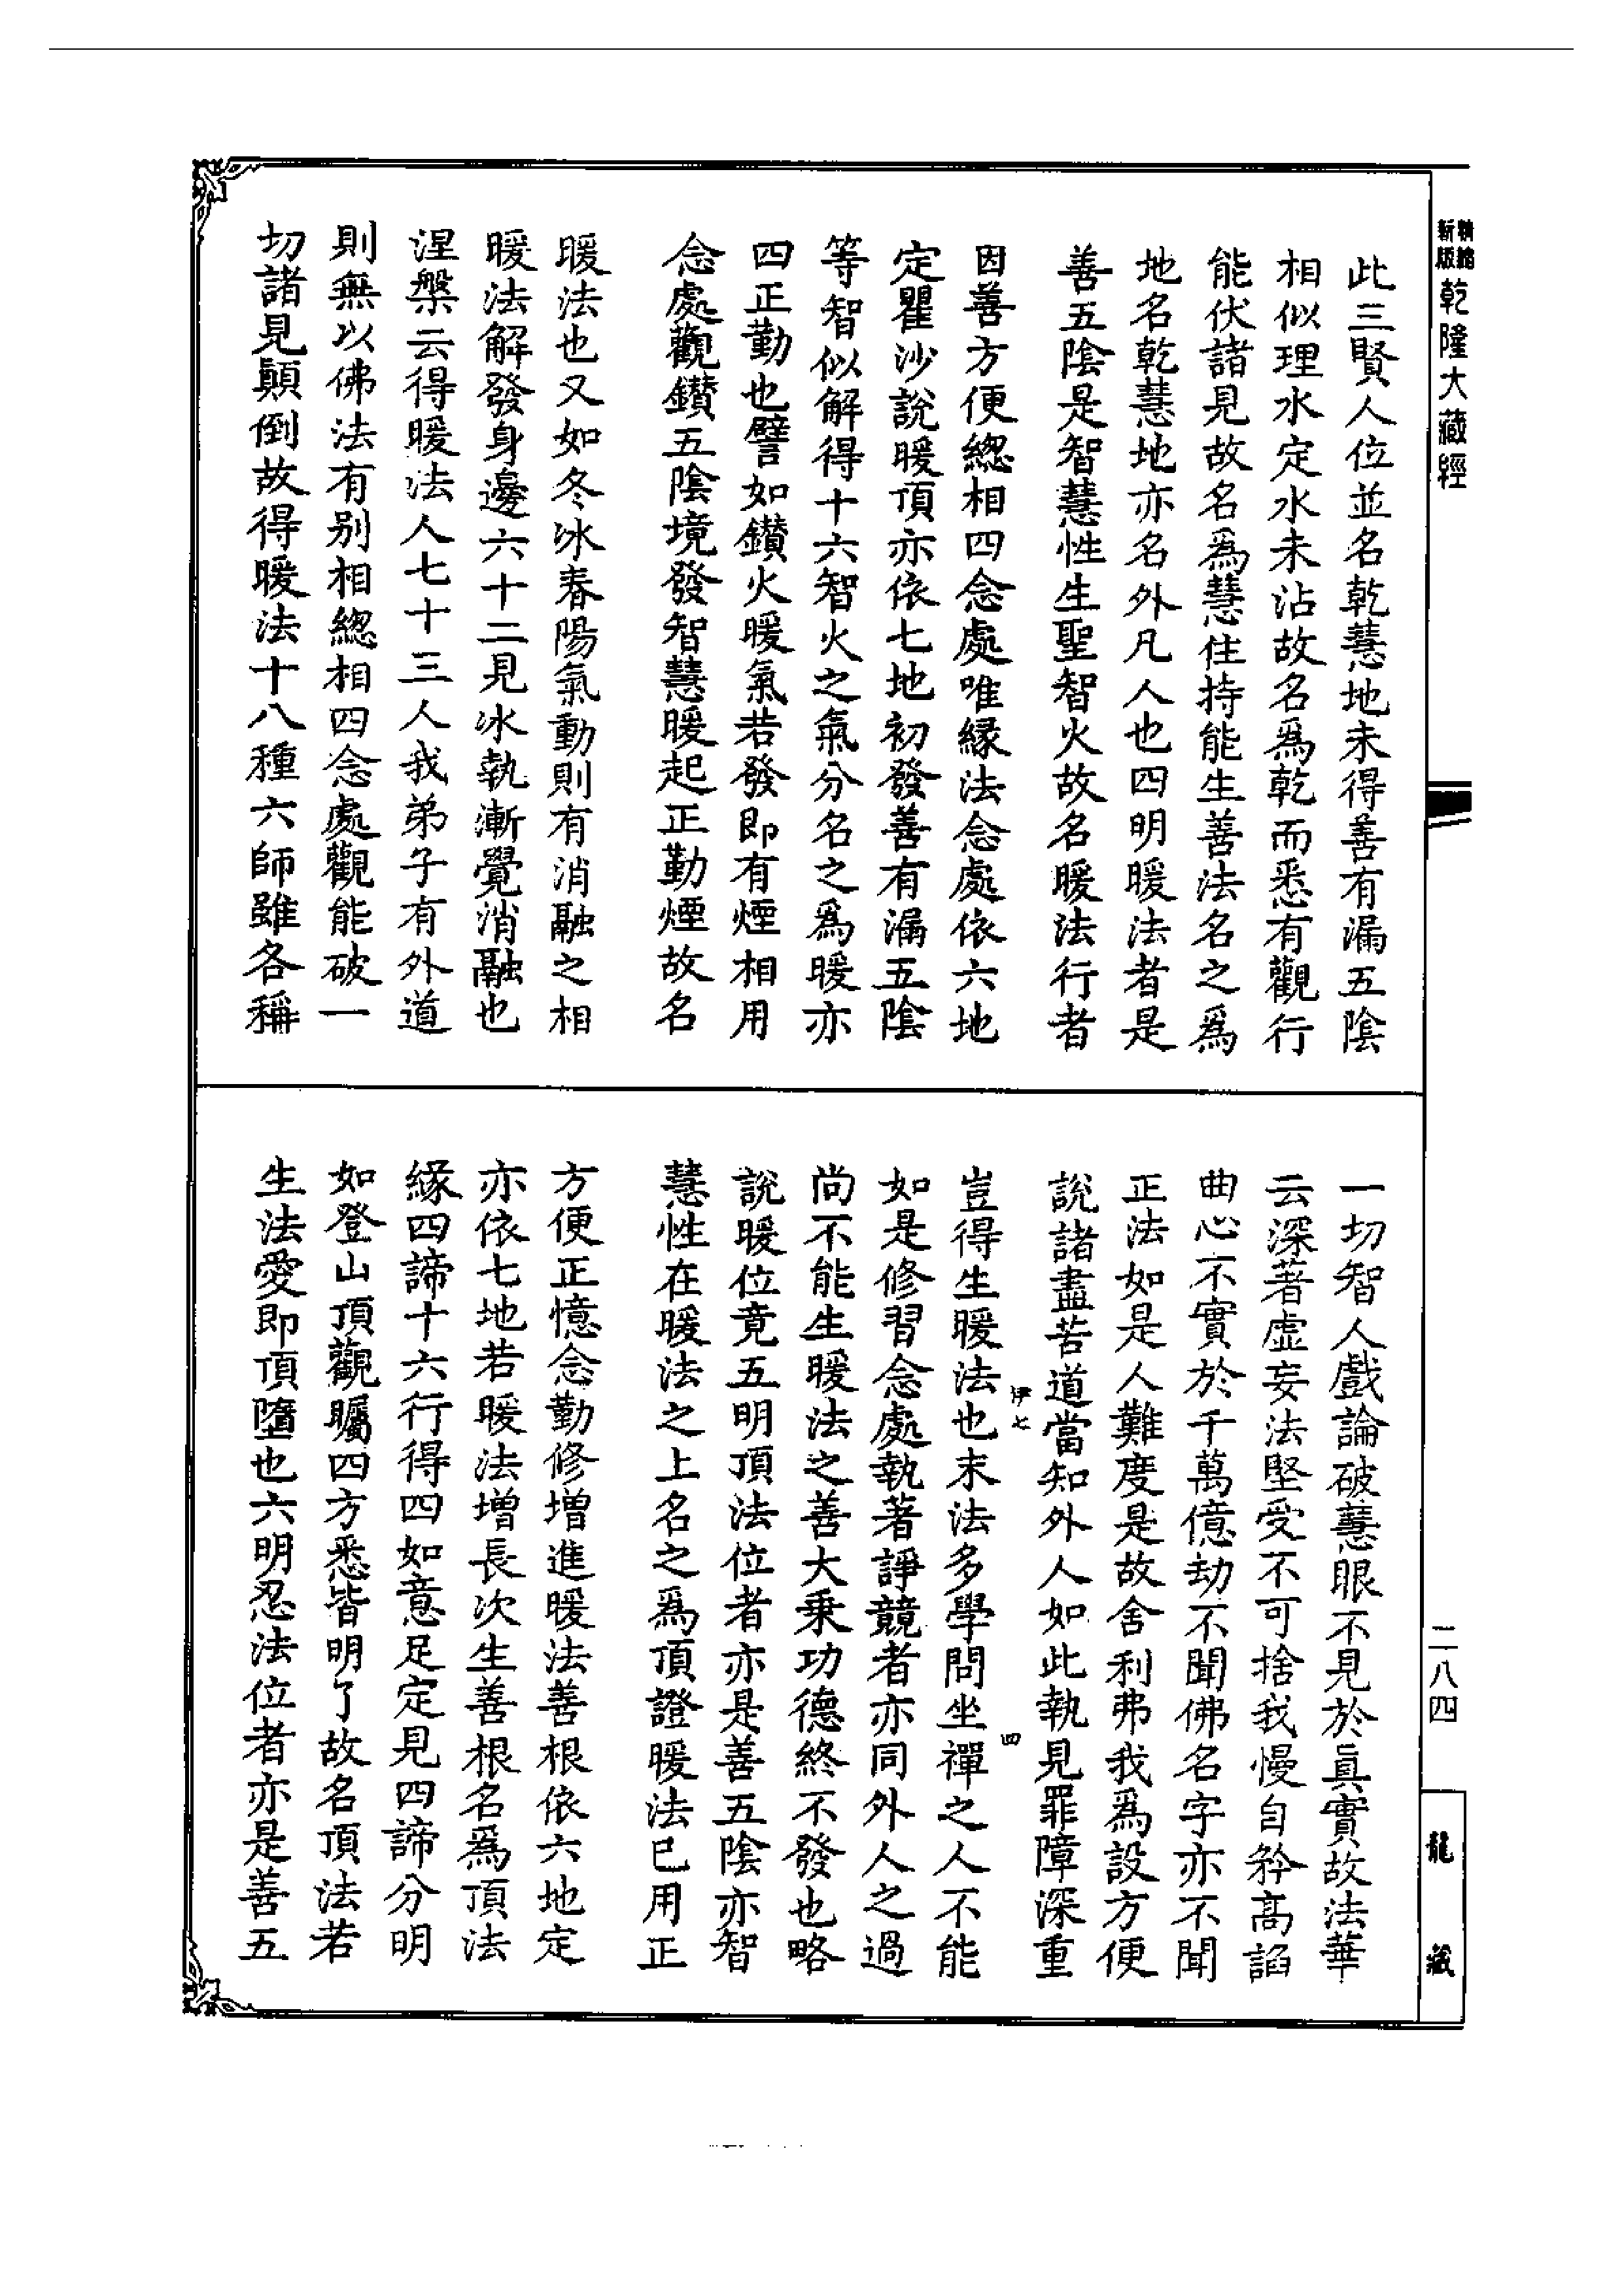 新版
精縮
乾隆大藏經
此三賢人位並名乾慧地未得善有漏五陰
相似理水定水未沾故名爲乾而悉有觀行
能伏諸見故名爲慧住持能生善法名之爲
地名乾慧地亦名外凡人也四明暖法者是
善五陰是智慧性生聖智火故名暖法行者
因善方便總相四念處唯緣法念處依六地
定瞿沙說暖頂亦依七地初發善有漏五陰
等智似解得十六智火之氣分名之爲暖亦
四正勤也譬如鑚火暖氣若發即有煙相用
念處觀鑚五陰境發智慧暖起正勤煙故名
暖法也又如冬冰春陽氣動則有消融之相
暖法解發身邊六十二見冰執漸覺消融也
涅槃云得暖法人七十三人我弟子有外道
則無以佛法有別相總相四念處觀能破一
切諸見顛倒故得暖法十八種六師雖各稱
一切智人戲論破慧眼不見於眞實故法華
云深著虛妄法堅受不可捨我慢自矜高諂
曲心不實於千萬億劫不聞佛名字亦不聞
正法如是人難度是故舍利弗我爲設方便
說諸盡苦道當知外人如此執見罪障深重
伊七
四
豈得生暖法也末法多學問坐禪之人不能
如是修習念處執著諍競者亦同外人之過
尚不能生暖法之善大乘功德終不發也略
說暖位竟五明頂法位者亦是善五陰亦智
慧性在暖法之上名之爲頂證暖法已用正
方便正憶念勤修增進暖法善根依六地定
亦依七地若暖法增長次生善根名爲頂法
緣四諦十六行得四如意足定見四諦分明
如登山頂觀矚四方悉皆明了故名頂法若
生法愛即頂墮也六明忍法位者亦是善五
二八四
龍藏